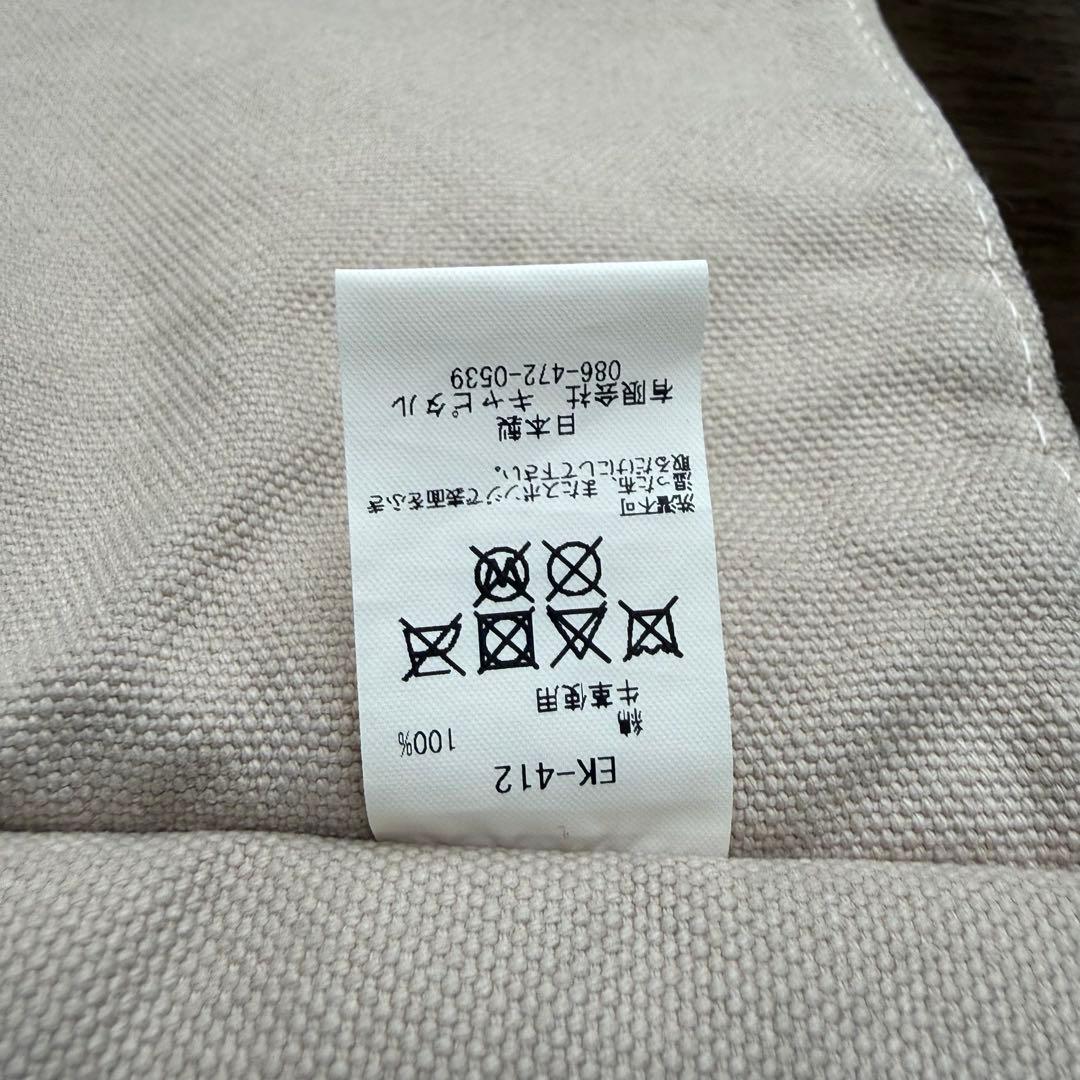 EK-412
綿 100%
牛革使用
洗濯不可
湿った布、またスポンジで表面をふき
取るだけにして下さい。
日本製
有限会社 キャピタル
086-472-0539